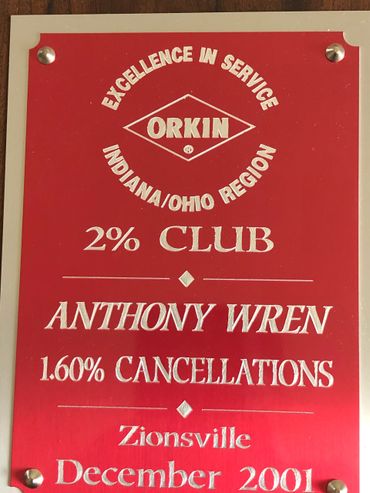 EXCELLENCE IN SERVICE
ORKIN
®
INDIANA/OHIO REGION
2% CLUB
ANTHONY WREN
1.60% CANCELLATIONS
Zionsville
December 2001